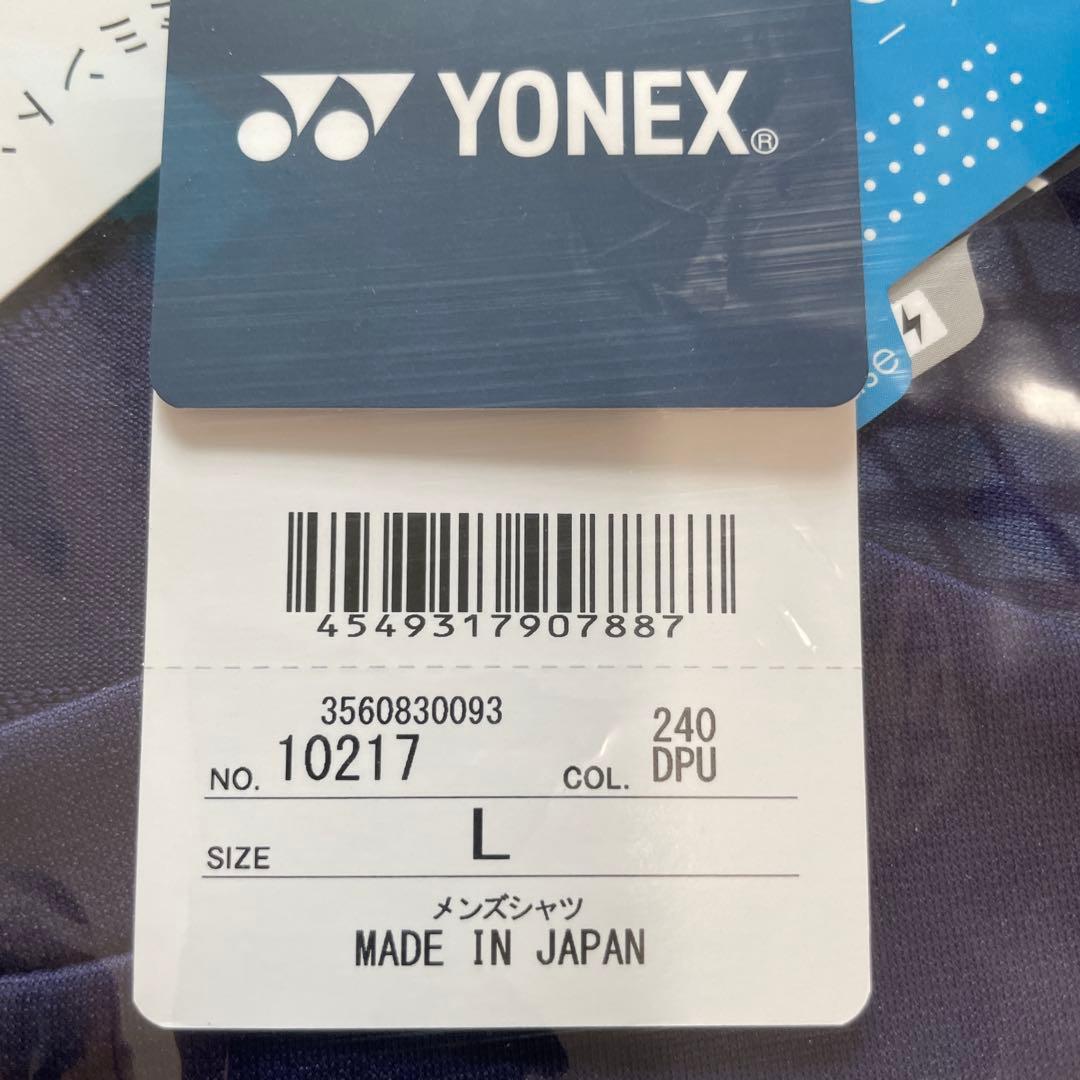 YONEX®
4549317907887
3560830093
NO. 10217
COL. 240 DPU
SIZE L
メンズシャツ
MADE IN JAPAN